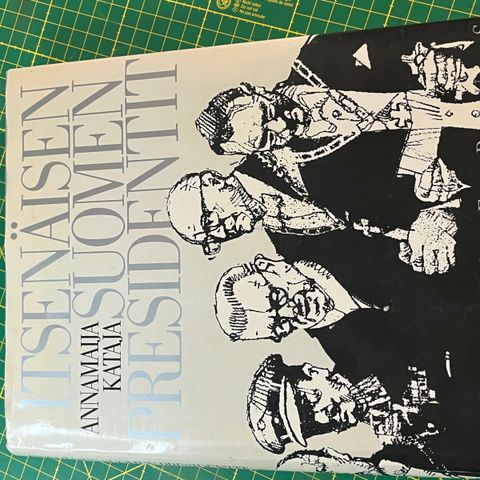 ITSENÄISEN
ANNAMAIJA
KATAJA
SUOMEN
PRESIDENTIT